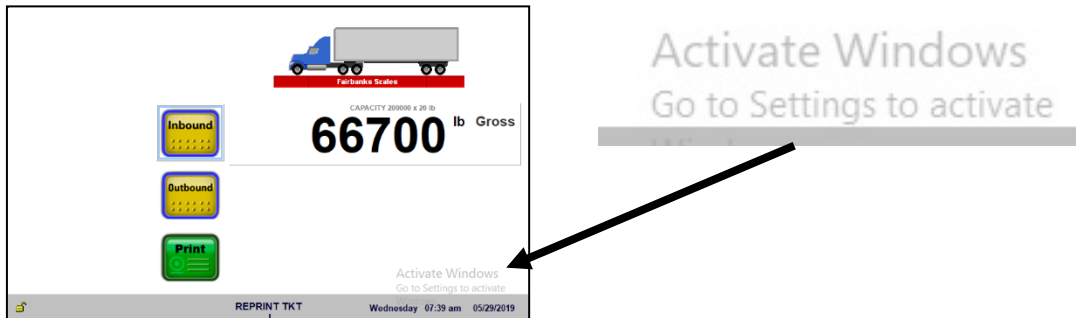 Fairbanks Scales
CAPACITY 200000 x 20 lb
66700 lb Gross
Inbound
Outbound
Print
Activate Windows
Go to Settings to activate
REPRINT TKT
Wednesday 07:39 am 05/29/2019
Activate Windows
Go to Settings to activate